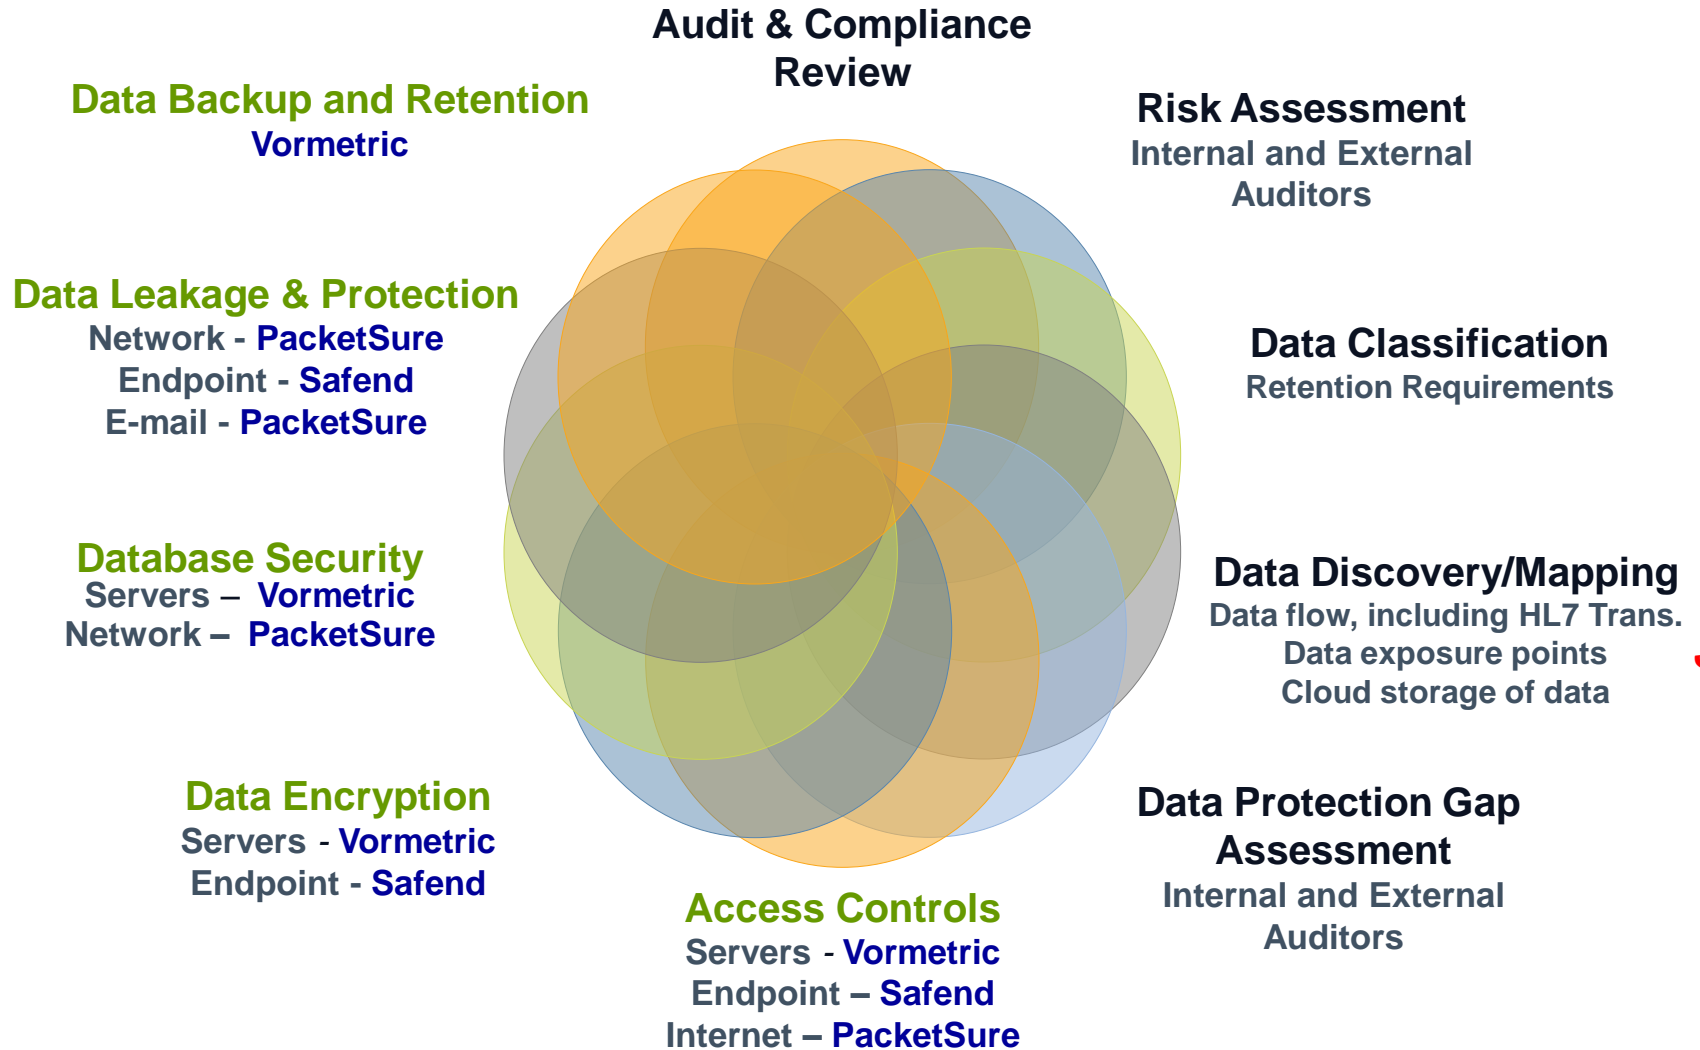 Audit & Compliance
Review
Data Backup and Retention
Vormetric
Risk Assessment
Internal and External
Auditors
Data Leakage & Protection
Network - PacketSure
Endpoint - Safend
E-mail - PacketSure
Data Classification
Retention Requirements
Database Security
Servers – Vormetric
Network – PacketSure
Data Discovery/Mapping
Data flow, including HL7 Trans.
Data exposure points
Cloud storage of data
Data Encryption
Servers - Vormetric
Endpoint - Safend
Data Protection Gap
Assessment
Internal and External
Auditors
Access Controls
Servers - Vormetric
Endpoint – Safend
Internet – PacketSure